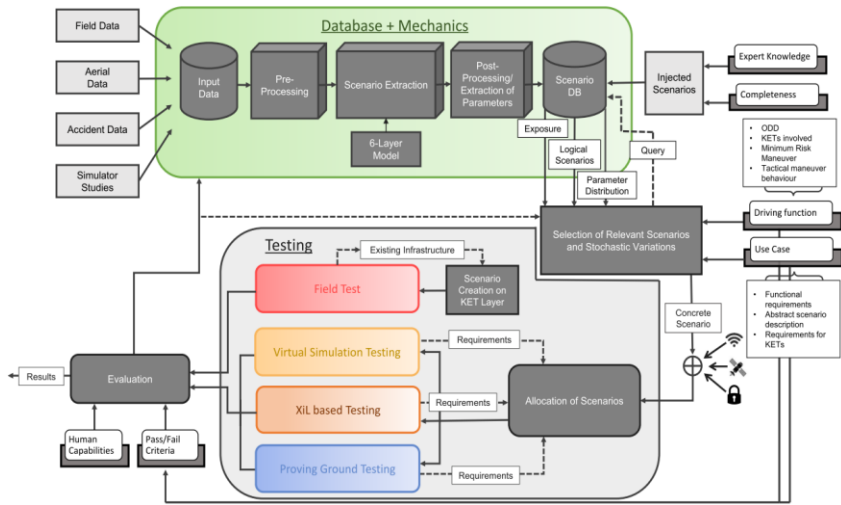 Database + Mechanics
Field Data
Aerial
Data
Accident Data
Simulator
Studies
Input
Data
Pre-
Processing
Scenario Extraction
Post-
Processing/
Extraction of
Parameters
Scenario
DB
6-Layer
Model
Injected
Scenarios
Expert Knowledge
Completeness
Exposure
Logical
Scenarios
Parameter
Distribution
Query
• ODD
• KETs involved
• Minimum Risk
Maneuver
• Tactical maneuver
behaviour
Selection of Relevant Scenarios
and Stochastic Variations
Driving function
Use Case
• Functional
requirements
• Abstract scenario
description
• Requirements for
KETs
Concrete
Scenario
Testing
Existing Infrastructure
Field Test
Scenario
Creation on
KET Layer
Virtual Simulation Testing
Requirements
XiL based Testing
Requirements
Allocation of Scenarios
Proving Ground Testing
Requirements
Results
Evaluation
Human
Capabilities
Pass/Fail
Criteria